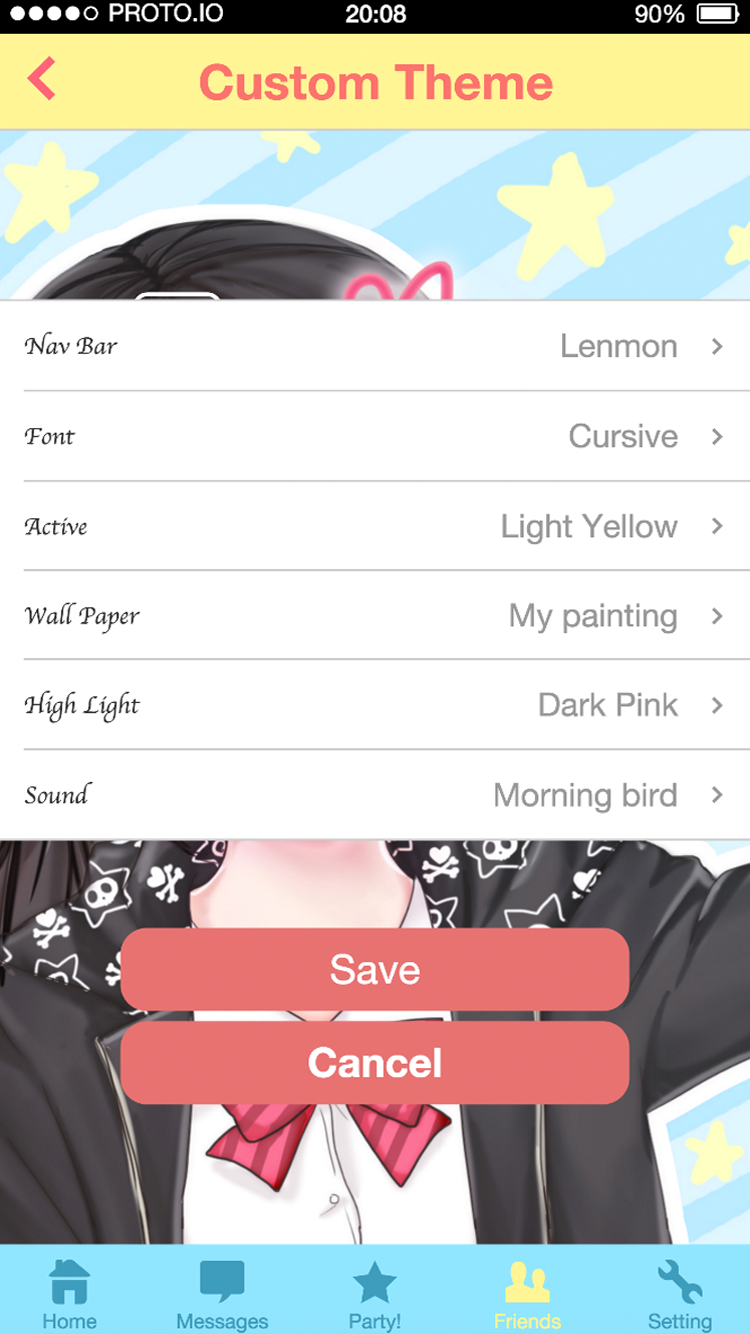 PROTO.IO 20:08 90%
Custom Theme
Nav Bar Lenmon
Font Cursive
Active Light Yellow
Wall Paper My painting
High Light Dark Pink
Sound Morning bird
Save
Cancel
Home Messages Party! Friends Setting